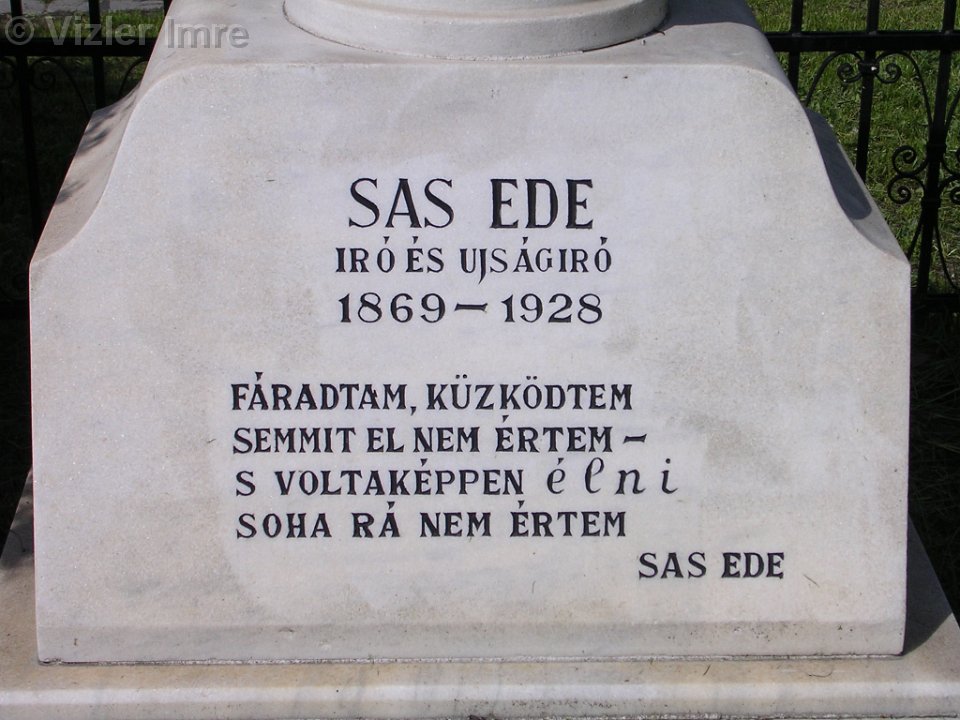 © Vizler Imre
SAS EDE
IRÓ ÉS UJSÁGIRÓ
1869 – 1928
FÁRADTAM, KÜZKÖDTEM
SEMMIT EL NEM ÉRTEM –
S VOLTAKÉPPEN élni
SOHA RÁ NEM ÉRTEM
SAS EDE